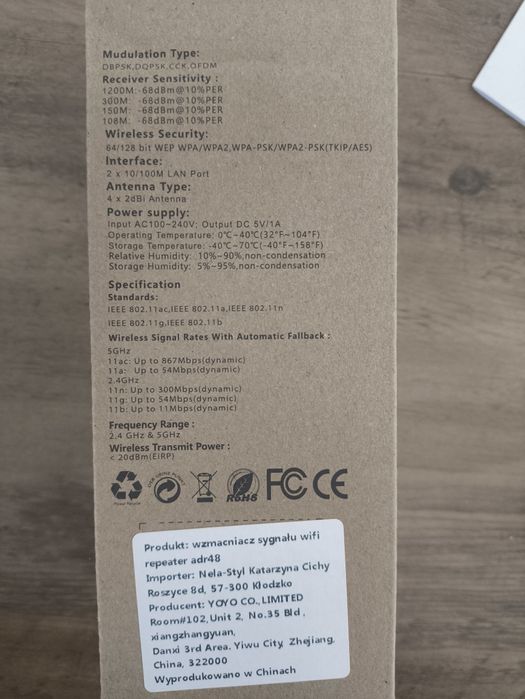 Mudulation Type:
DBPSK,DQPSK,CCK,OFDM
Receiver Sensitivity :
1200M:-68dBm@10%PER
300M: -68dBm@10%PER
150M: -68dBm@10%PER
108M: -68dBm@10%PER
Wireless Security:
64/128 bit WEP WPA/WPA2,WPA-PSK/WPA2-PSK(TKIP/AES)
Interface:
2 x 10/100M LAN Port
Antenna Type:
4 x 2dBi Antenna
Power supply:
Input AC100~240V; Output DC 5V/1A
Operating Temperature: 0℃~40℃(32°F~104°F)
Storage Temperature: -40℃~70℃(-40°F~158°F)
Relative Humidity: 10%~90%,non-condensation
Storage Humidity: 5%~95%,non-condensation
Specification
Standards:
IEEE 802.11ac,IEEE 802.11a,IEEE 802.11n
IEEE 802.11g,IEEE 802.11b
Wireless Signal Rates With Automatic Fallback :
5GHz
11ac: Up to 867Mbps(dynamic)
11a: Up to 54Mbps(dynamic)
2.4GHz
11n: Up to 300Mbps(dynamic)
11g: Up to 54Mbps(dynamic)
11b: Up to 11Mbps(dynamic)
Frequency Range :
2.4 GHz & 5GHz
Wireless Transmit Power :
< 20dBm(EIRP)
RoHS FC CE
Produkt: wzmacniacz sygnału wifi
repeater adr48
Importer: Nela-Styl Katarzyna Cichy
Roszyce 8d, 57-300 Kłodzko
Producent: YOYO CO.,LIMITED
Room#102,Unit 2, No.35 Bld,
xiangzhangyuan,
Danxi 3rd Area. Yiwu City, Zhejiang,
China, 322000
Wyprodukowano w Chinach